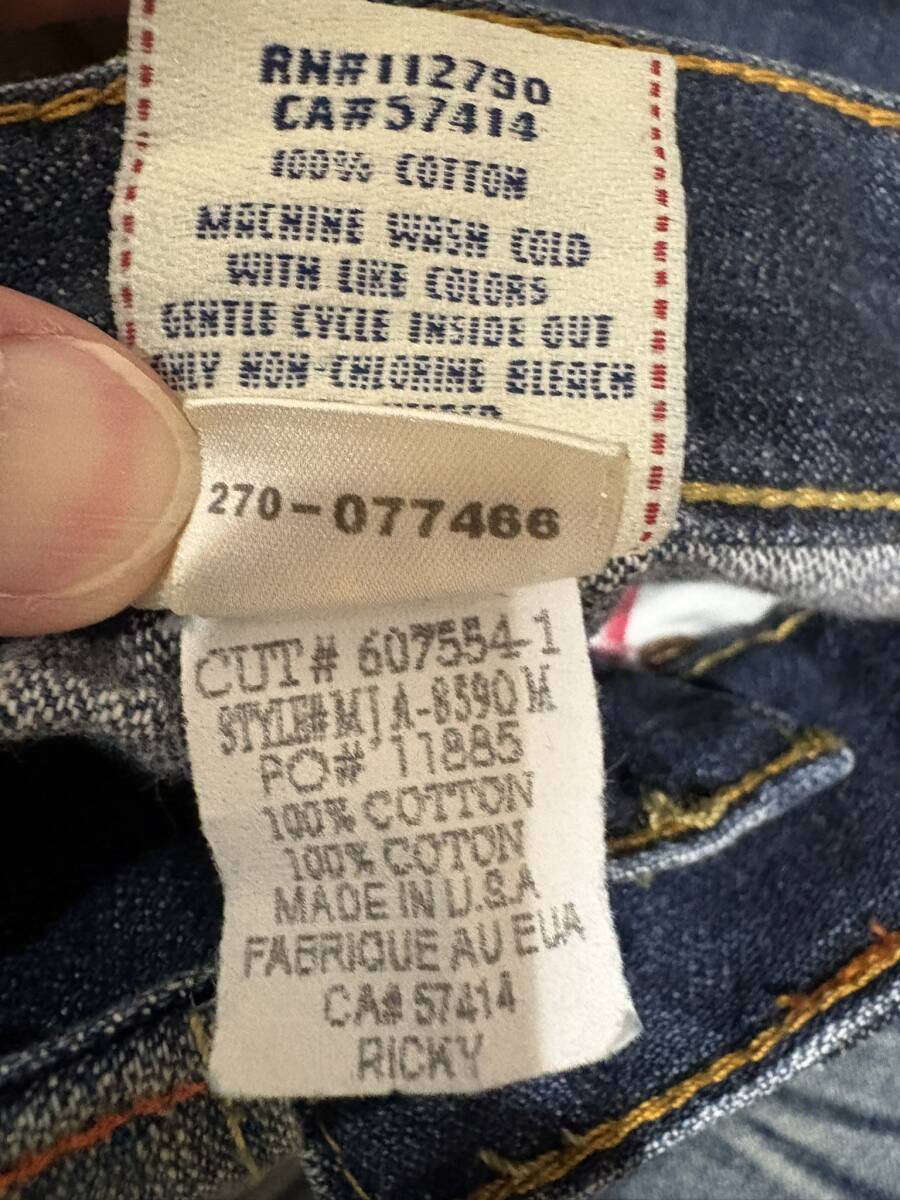 RN#112790
CA#57414
100% COTTON
MACHINE WASH COLD
WITH LIKE COLORS
GENTLE CYCLE INSIDE OUT
ONLY NON-CHLORINE BLEACH
270-077466
CUT# 607554-1
STYLE#MJA-8590M
PO# 11885
100% COTTON
100% COTON
MADE IN U.S.A
FABRIQUE AU EUA
CA# 57414
RICKY